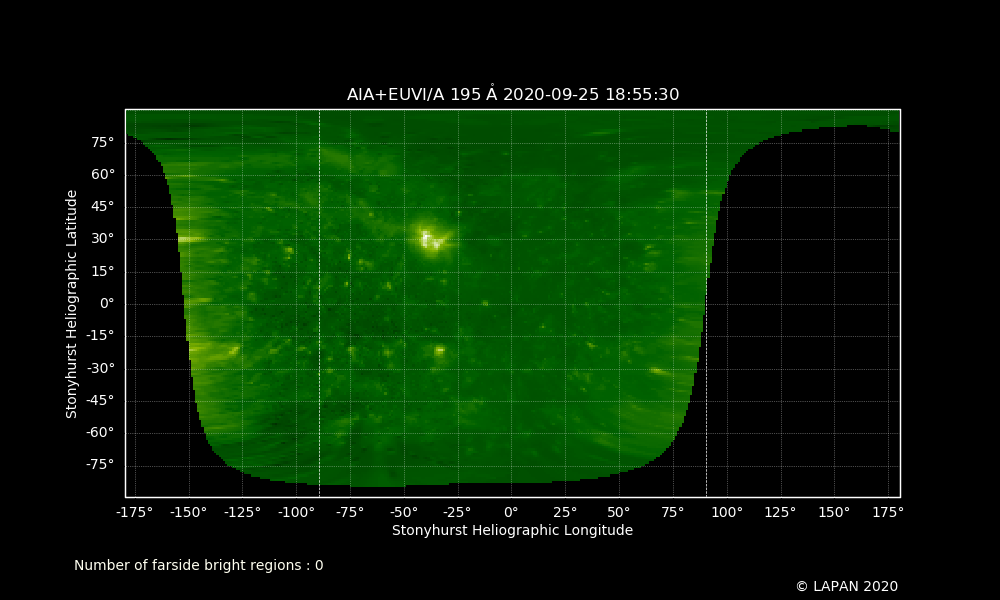 AIA+EUVI/A 195 Å 2020-09-25 18:55:30
Stonyhurst Heliographic Latitude
75°
60°
45°
30°
15°
0°
-15°
-30°
-45°
-60°
-75°
-175° -150° -125° -100° -75° -50° -25° 0° 25° 50° 75° 100° 125° 150° 175°
Stonyhurst Heliographic Longitude
Number of farside bright regions : 0
© LAPAN 2020